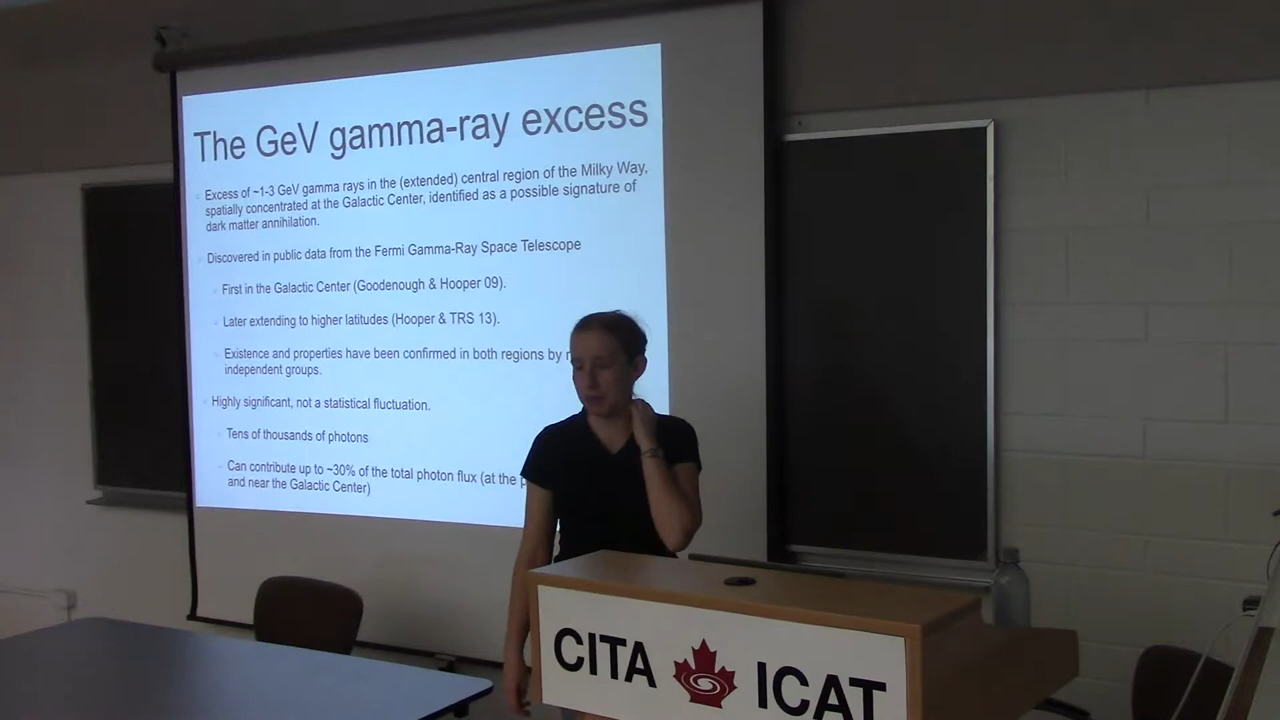 The GeV gamma-ray excess
Excess of ~1-3 GeV gamma rays in the (extended) central region of the Milky Way,
spatially concentrated at the Galactic Center, identified as a possible signature of
dark matter annihilation.
Discovered in public data from the Fermi Gamma-Ray Space Telescope
First in the Galactic Center (Goodenough & Hooper 09).
Later extending to higher latitudes (Hooper & TRS 13).
Existence and properties have been confirmed in both regions by
independent groups.
Highly significant, not a statistical fluctuation.
Tens of thousands of photons
Can contribute up to ~30% of the total photon flux (at the
and near the Galactic Center)
CITA ICAT